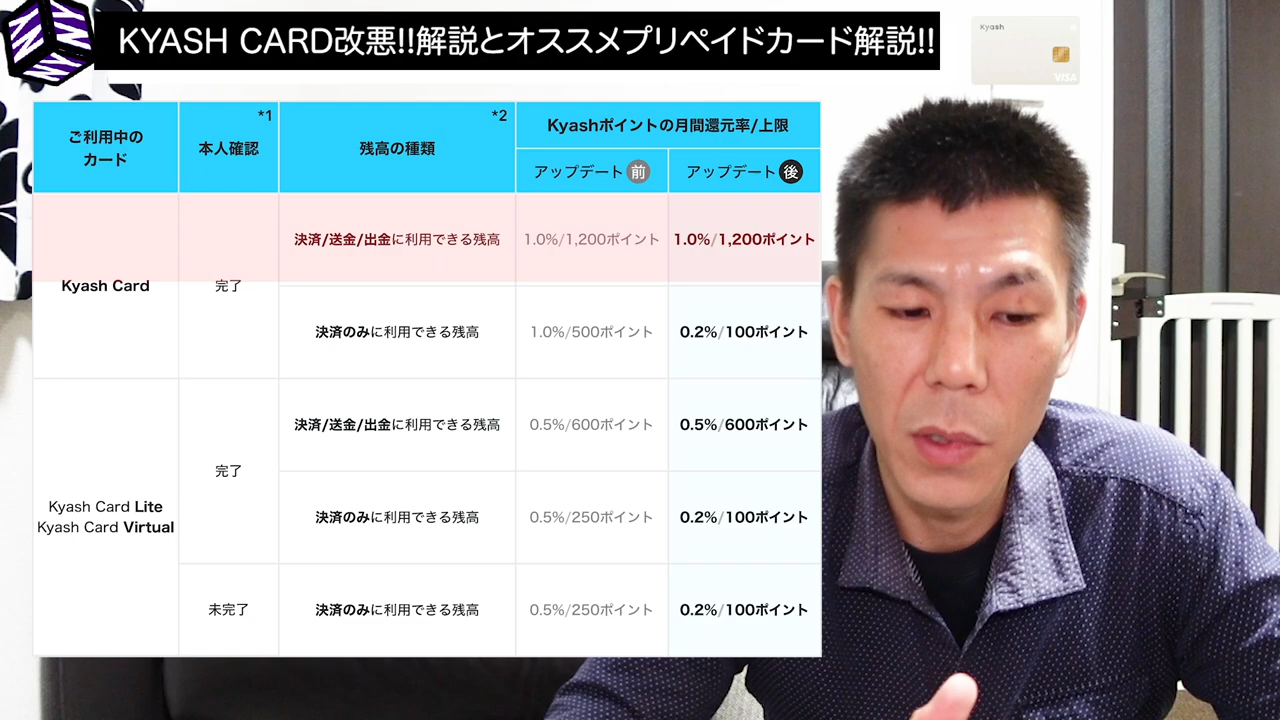 KYASH CARD改悪!!解説とオススメプリペイドカード解説!!
Kyash
VISA
ご利用中の
カード
*1
本人確認
*2
残高の種類
Kyashポイントの月間還元率/上限
アップデート前
アップデート後
Kyash Card
完了
決済/送金/出金に利用できる残高
1.0%/1,200ポイント
1.0%/1,200ポイント
決済のみに利用できる残高
1.0%/500ポイント
0.2%/100ポイント
Kyash Card Lite
Kyash Card Virtual
完了
決済/送金/出金に利用できる残高
0.5%/600ポイント
0.5%/600ポイント
決済のみに利用できる残高
0.5%/250ポイント
0.2%/100ポイント
未完了
決済のみに利用できる残高
0.5%/250ポイント
0.2%/100ポイント